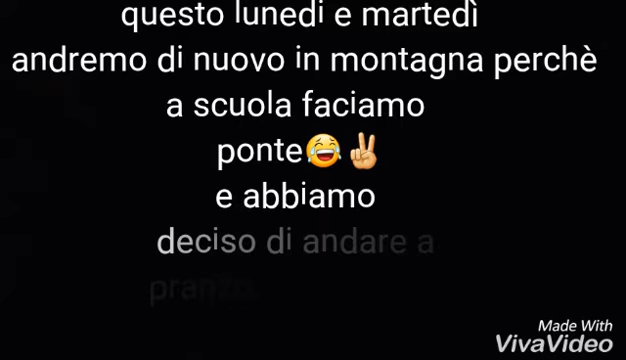 questo lunedì e martedì
andremo di nuovo in montagna perchè
a scuola faciamo
ponte😂✌
e abbiamo
deciso di andare a
pranzo
Made With
VivaVideo